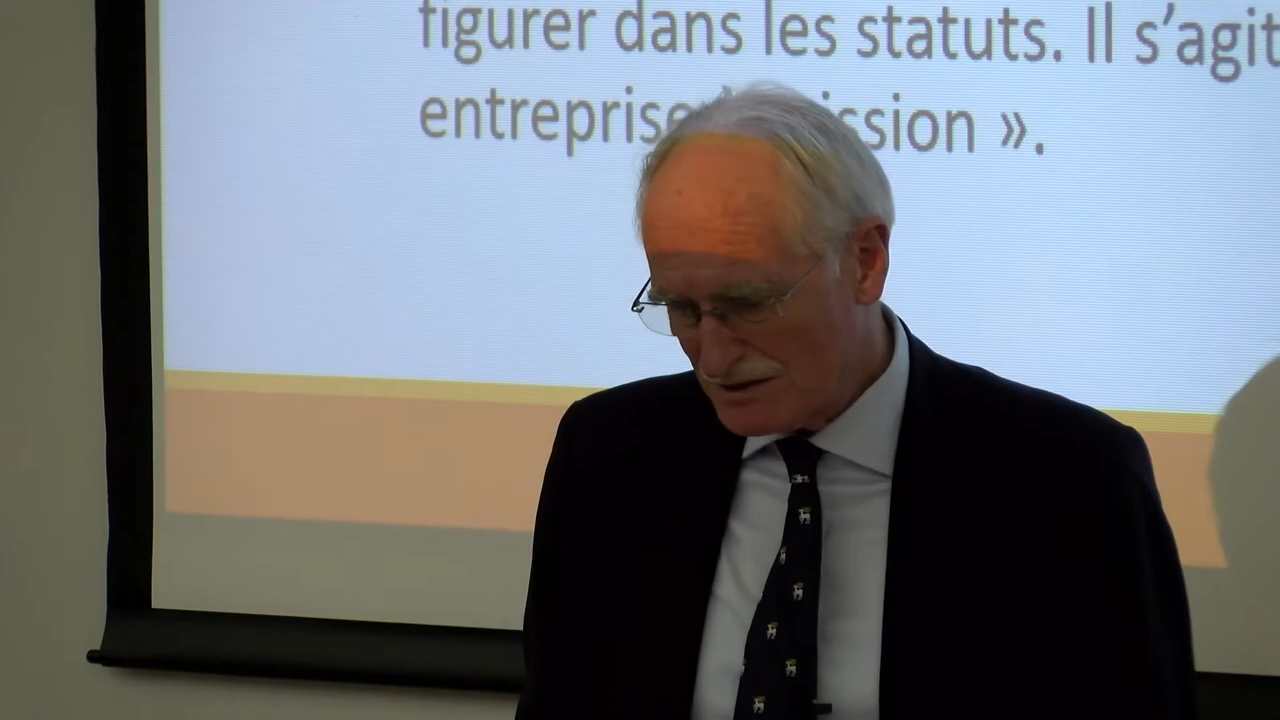 figurer dans les statuts. Il s’agit
entreprise ission ».